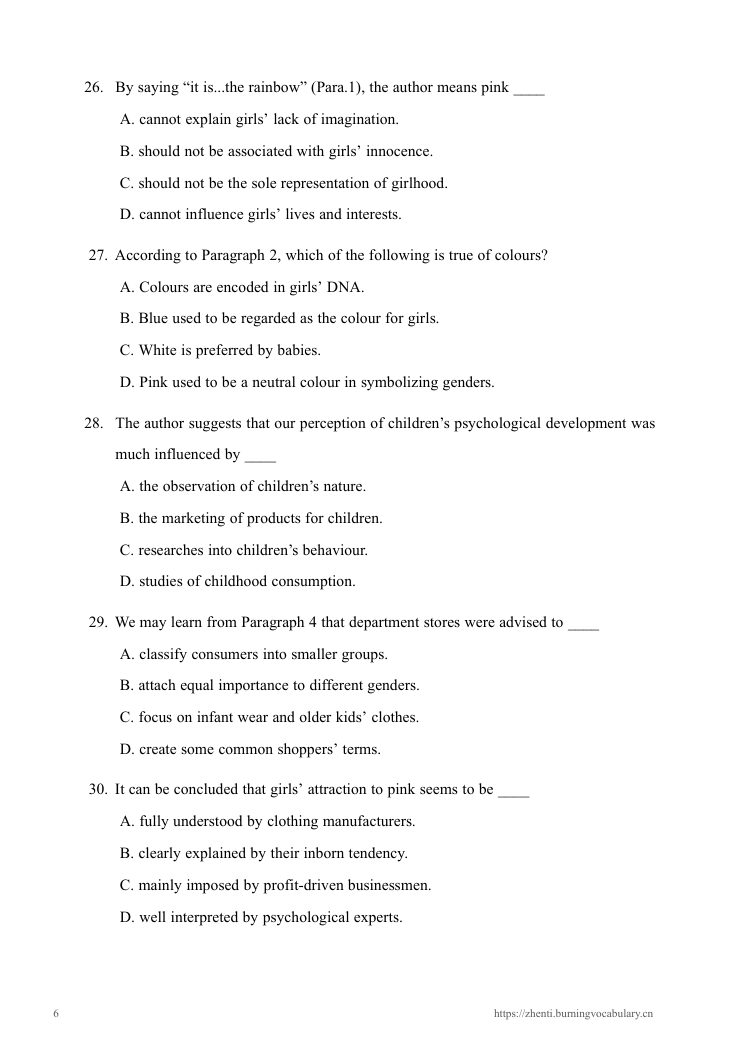 26. By saying “it is...the rainbow” (Para.1), the author means pink ____
A. cannot explain girls’ lack of imagination.
B. should not be associated with girls’ innocence.
C. should not be the sole representation of girlhood.
D. cannot influence girls’ lives and interests.
27. According to Paragraph 2, which of the following is true of colours?
A. Colours are encoded in girls’ DNA.
B. Blue used to be regarded as the colour for girls.
C. White is preferred by babies.
D. Pink used to be a neutral colour in symbolizing genders.
28. The author suggests that our perception of children’s psychological development was
much influenced by ____
A. the observation of children’s nature.
B. the marketing of products for children.
C. researches into children’s behaviour.
D. studies of childhood consumption.
29. We may learn from Paragraph 4 that department stores were advised to ____
A. classify consumers into smaller groups.
B. attach equal importance to different genders.
C. focus on infant wear and older kids’ clothes.
D. create some common shoppers’ terms.
30. It can be concluded that girls’ attraction to pink seems to be ____
A. fully understood by clothing manufacturers.
B. clearly explained by their inborn tendency.
C. mainly imposed by profit-driven businessmen.
D. well interpreted by psychological experts.
6 https://zhenti.burningvocabulary.cn